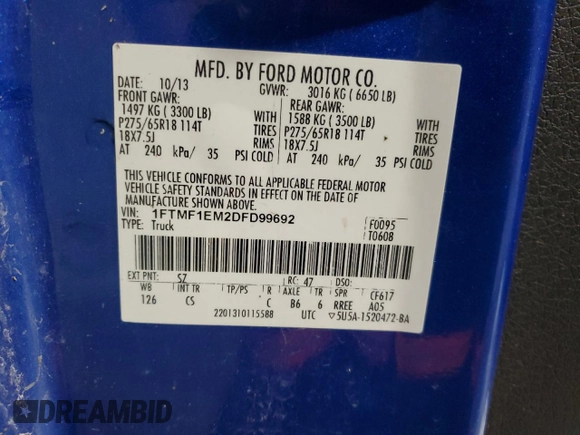 MFD. BY FORD MOTOR CO.
DATE: 10/13 GVWR: 3016 KG ( 6650 LB)
FRONT GAWR: REAR GAWR:
1497 KG ( 3300 LB) WITH 1588 KG ( 3500 LB) WITH
P275/65R18 114T TIRES P275/65R18 114T TIRES
18X7.5J RIMS 18X7.5J RIMS
AT 240 kPa/ 35 PSI COLD AT 240 kPa/ 35 PSI COLD
THIS VEHICLE CONFORMS TO ALL APPLICABLE FEDERAL MOTOR
VEHICLE SAFETY STANDARDS IN EFFECT ON THE DATE OF
MANUFACTURE SHOWN ABOVE.
VIN: 1FTMF1EM2DFD99692 F0095
TYPE: Truck T0608
EXT PNT: SZ RC: 47 DSO:
WB INT TR TP/PS R AXLE TR SPR CF617
126 CS C B6 6 RREE A05
2201310115588 UTC ▽5U5A-1520472-BA
DREAMBID